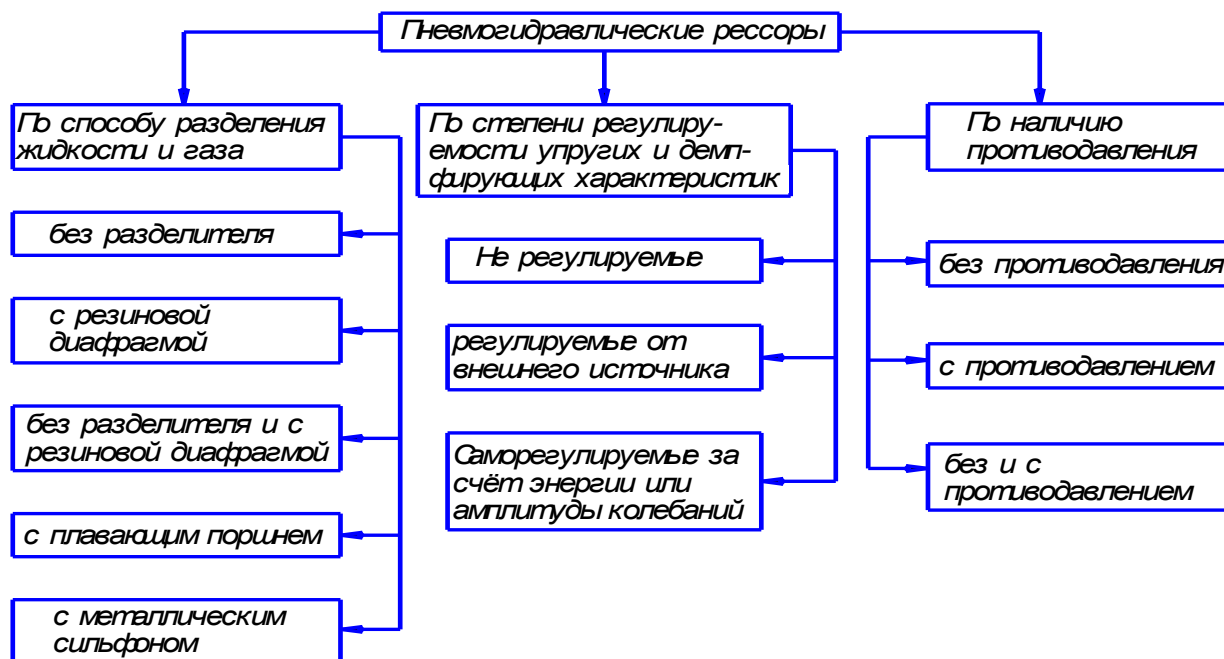 Пневмогидравлические рессоры
По способу разделения
жидкости и газа
без разделителя
с резиновой
диафрагмой
без разделителя и с
резиновой диафрагмой
с плавающим поршнем
с металлическим
сильфоном
По степени регулиру-
емости упругих и демп-
фирующих характеристик
Не регулируемые
регулируемые от
внешнего источника
Саморегулируемые за
счёт энергии или
амплитуды колебаний
По наличию
противодавления
без противодавления
с противодавлением
без и с
противодавлением